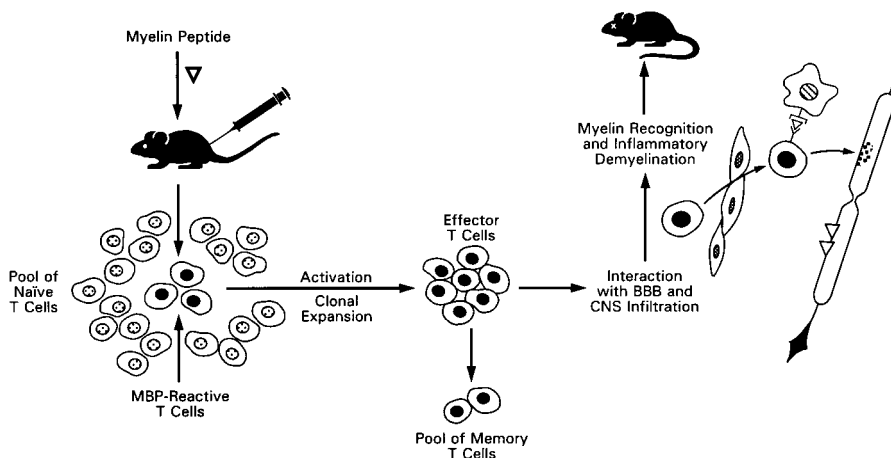 Myelin Peptide
Pool of
Naïve
T Cells
MBP-Reactive
T Cells
Activation
Clonal
Expansion
Effector
T Cells
Pool of Memory
T Cells
Interaction
with BBB and
CNS Infiltration
Myelin Recognition
and Inflammatory
Demyelination